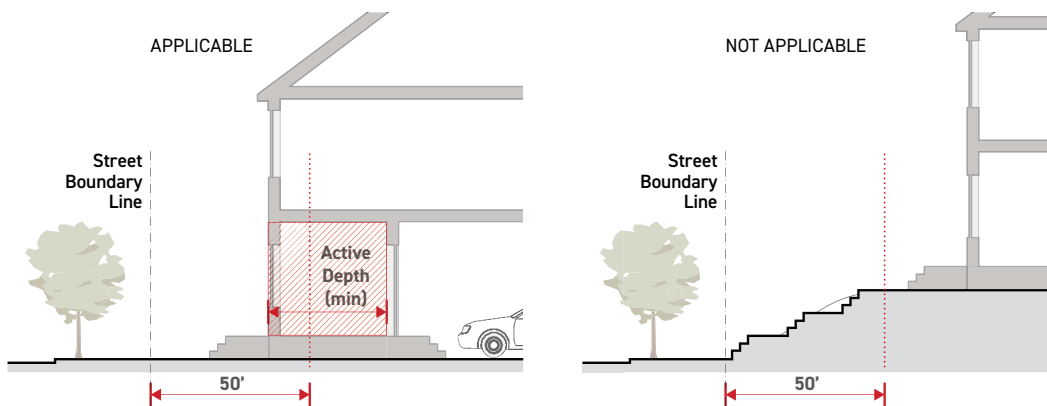 APPLICABLE
Street
Boundary
Line
Active
Depth
(min)
50'
NOT APPLICABLE
Street
Boundary
Line
50'